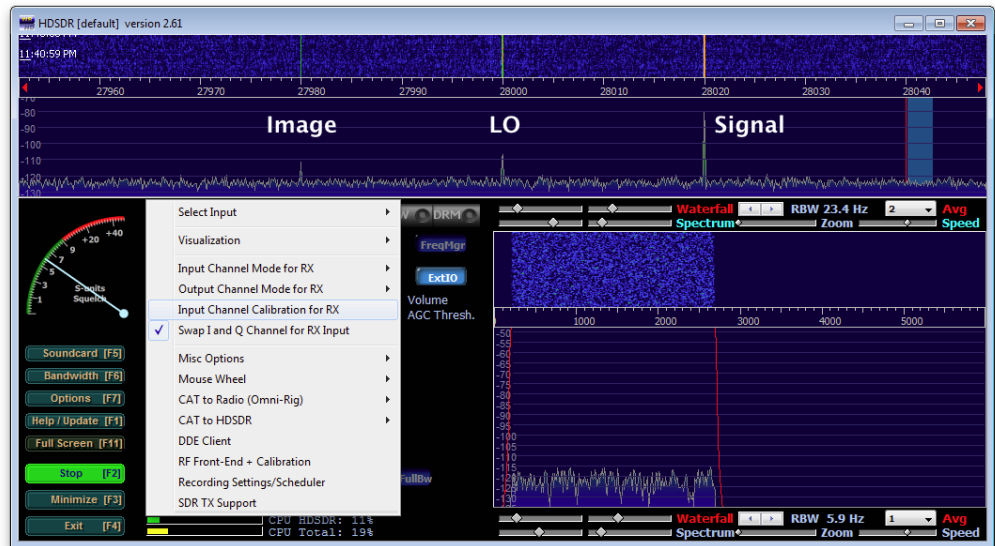 HDSDR [default] version 2.61
11:40:59 PM
27960 27970 27980 27990 28000 28010 28020 28030 28040
-70
-80
-90
-100
-110
-120
-130
Image LO Signal
+20 +40
9
7
5
3
1
S-units
Squelch
Soundcard [F5]
Bandwidth [F6]
Options [F7]
Help / Update [F1]
Full Screen [F11]
Stop [F2]
Minimize [F3]
Exit [F4]
Select Input
Visualization
Input Channel Mode for RX
Output Channel Mode for RX
Input Channel Calibration for RX
✓ Swap I and Q Channel for RX Input
Misc Options
Mouse Wheel
CAT to Radio (Omni-Rig)
CAT to HDSDR
DDE Client
RF Front-End + Calibration
Recording Settings/Scheduler
SDR TX Support
CPU HDSDR: 11%
CPU Total: 19%
DRM
FreqMgr
ExtIO
Volume
AGC Thresh.
FullBw
Waterfall RBW 23.4 Hz 2 Avg
Spectrum Zoom Speed
1000 2000 3000 4000 5000
-50
-55
-60
-65
-70
-75
-80
-85
-90
-95
-100
-105
-110
-115
-120
-125
-130
Waterfall RBW 5.9 Hz 1 Avg
Spectrum Zoom Speed